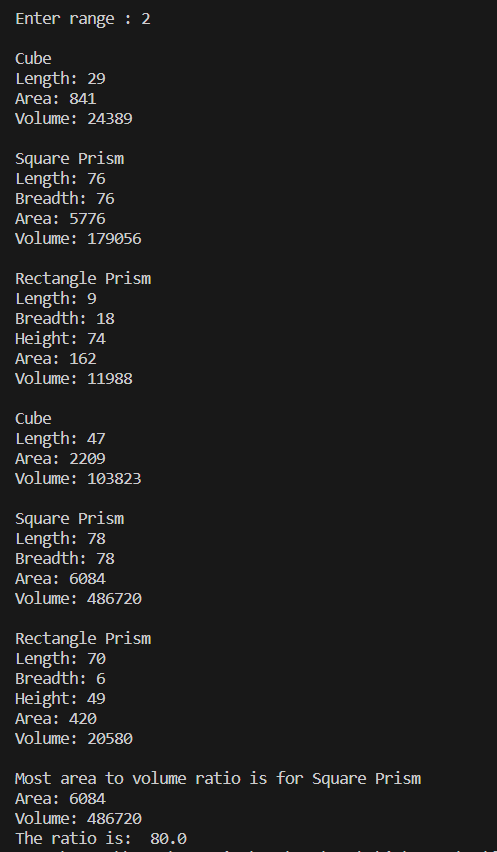 Enter range : 2
Cube
Length: 29
Area: 841
Volume: 24389
Square Prism
Length: 76
Breadth: 76
Area: 5776
Volume: 179056
Rectangle Prism
Length: 9
Breadth: 18
Height: 74
Area: 162
Volume: 11988
Cube
Length: 47
Area: 2209
Volume: 103823
Square Prism
Length: 78
Breadth: 78
Area: 6084
Volume: 486720
Rectangle Prism
Length: 70
Breadth: 6
Height: 49
Area: 420
Volume: 20580
Most area to volume ratio is for Square Prism
Area: 6084
Volume: 486720
The ratio is:  80.0